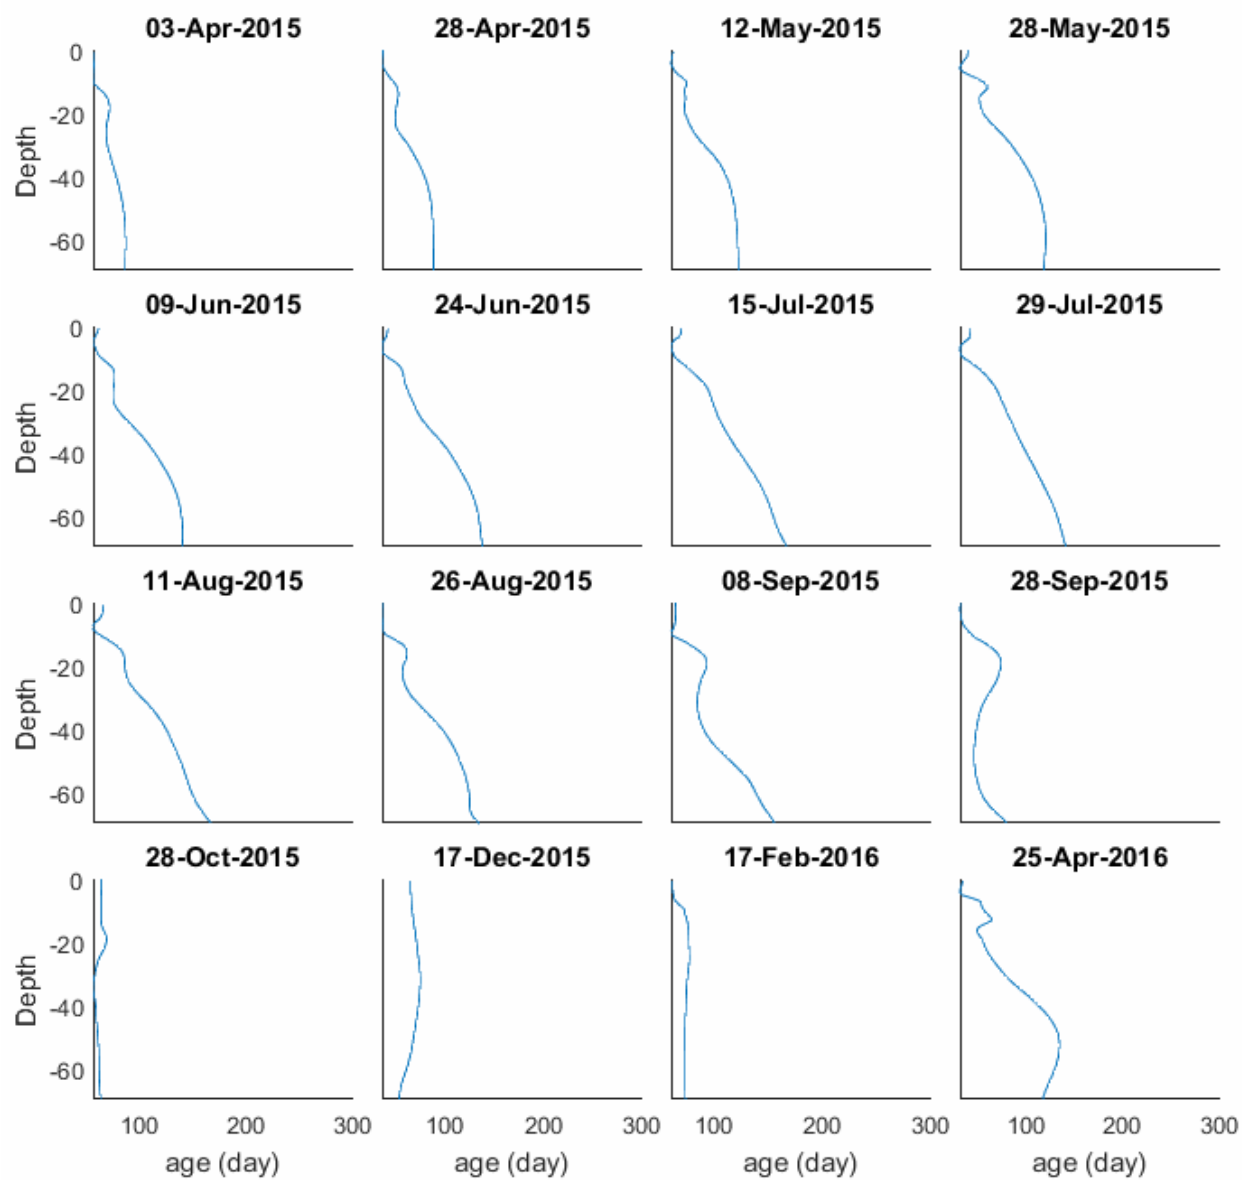 03-Apr-2015 28-Apr-2015 12-May-2015 28-May-2015
0
-20
-40
-60
Depth
09-Jun-2015 24-Jun-2015 15-Jul-2015 29-Jul-2015
0
-20
-40
-60
Depth
11-Aug-2015 26-Aug-2015 08-Sep-2015 28-Sep-2015
0
-20
-40
-60
Depth
28-Oct-2015 17-Dec-2015 17-Feb-2016 25-Apr-2016
0
-20
-40
-60
Depth
100 200 300 100 200 300 100 200 300 100 200 300
age (day) age (day) age (day) age (day)